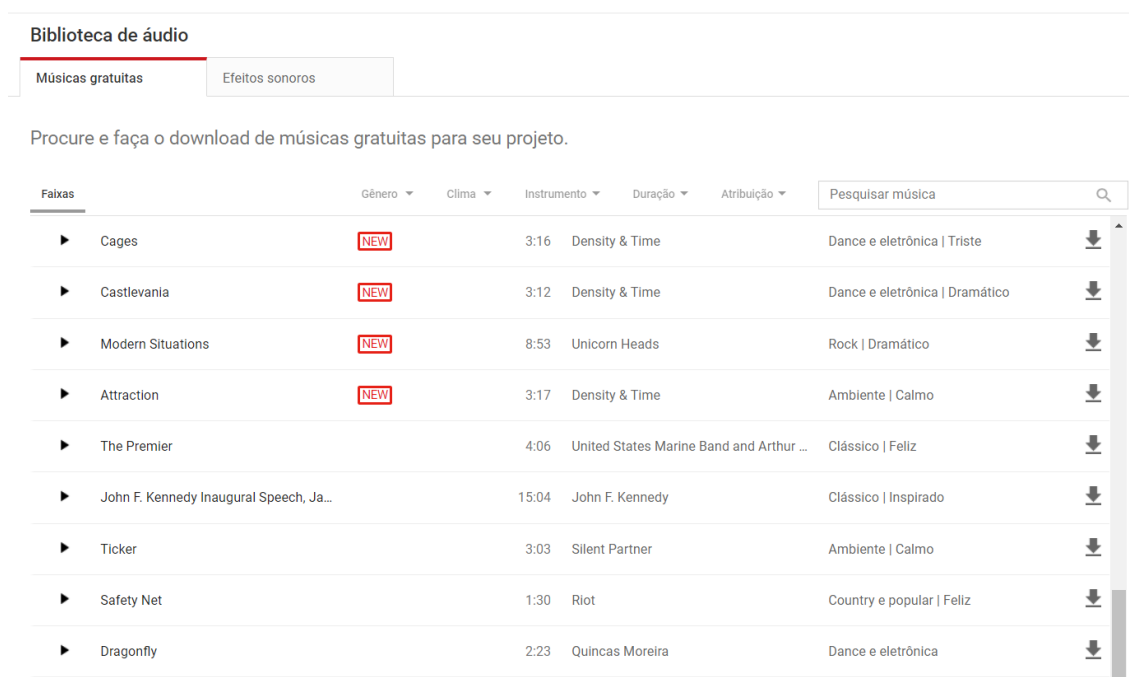 Biblioteca de áudio
Músicas gratuitas Efeitos sonoros
Procure e faça o download de músicas gratuitas para seu projeto.
Faixas Gênero Clima Instrumento Duração Atribuição Pesquisar música
Cages NEW 3:16 Density & Time Dance e eletrônica | Triste
Castlevania NEW 3:12 Density & Time Dance e eletrônica | Dramático
Modern Situations NEW 8:53 Unicorn Heads Rock | Dramático
Attraction NEW 3:17 Density & Time Ambiente | Calmo
The Premier 4:06 United States Marine Band and Arthur ... Clássico | Feliz
John F. Kennedy Inaugural Speech, Ja... 15:04 John F. Kennedy Clássico | Inspirado
Ticker 3:03 Silent Partner Ambiente | Calmo
Safety Net 1:30 Riot Country e popular | Feliz
Dragonfly 2:23 Quincas Moreira Dance e eletrônica